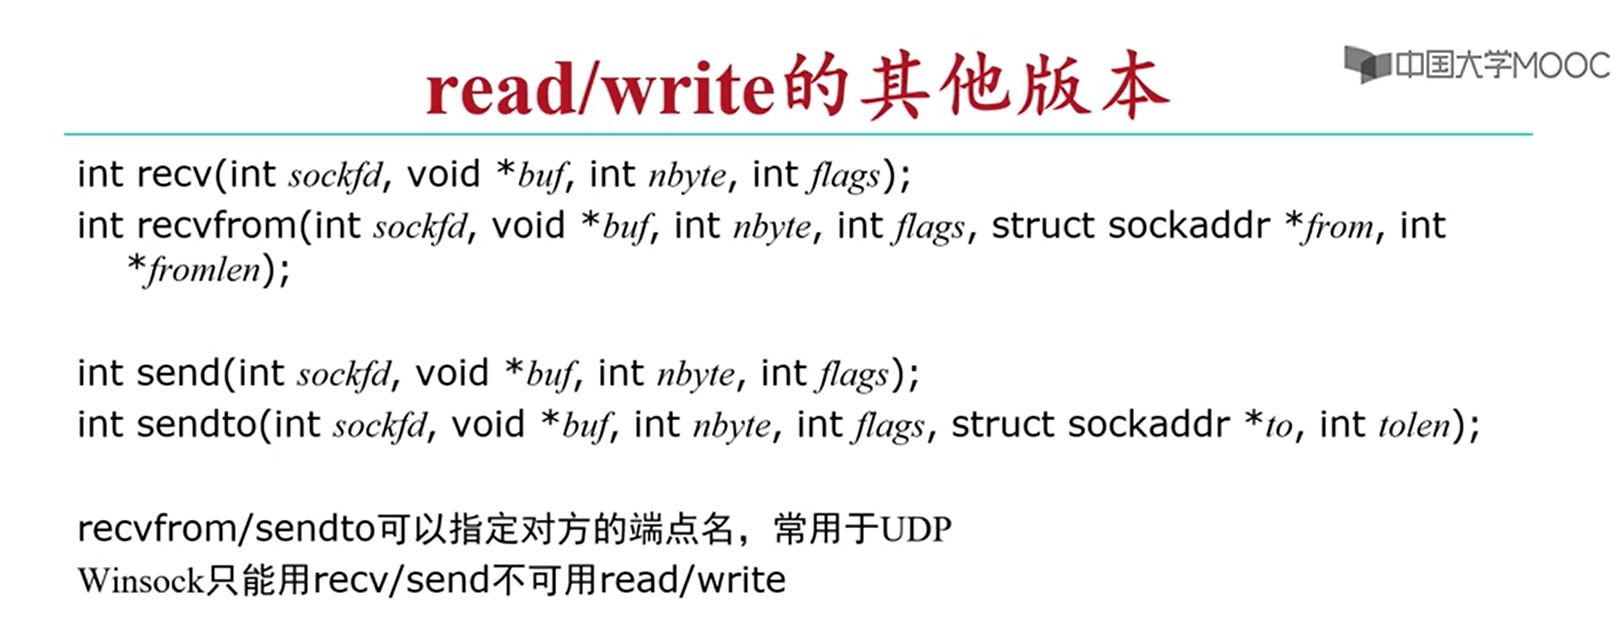 中国大学MOOC
read/write的其他版本
int recv(int sockfd, void *buf, int nbyte, int flags);
int recvfrom(int sockfd, void *buf, int nbyte, int flags, struct sockaddr *from, int
*fromlen);
int send(int sockfd, void *buf, int nbyte, int flags);
int sendto(int sockfd, void *buf, int nbyte, int flags, struct sockaddr *to, int tolen);
recvfrom/sendto可以指定对方的端点名，常用于UDP
Winsock只能用recv/send不可用read/write